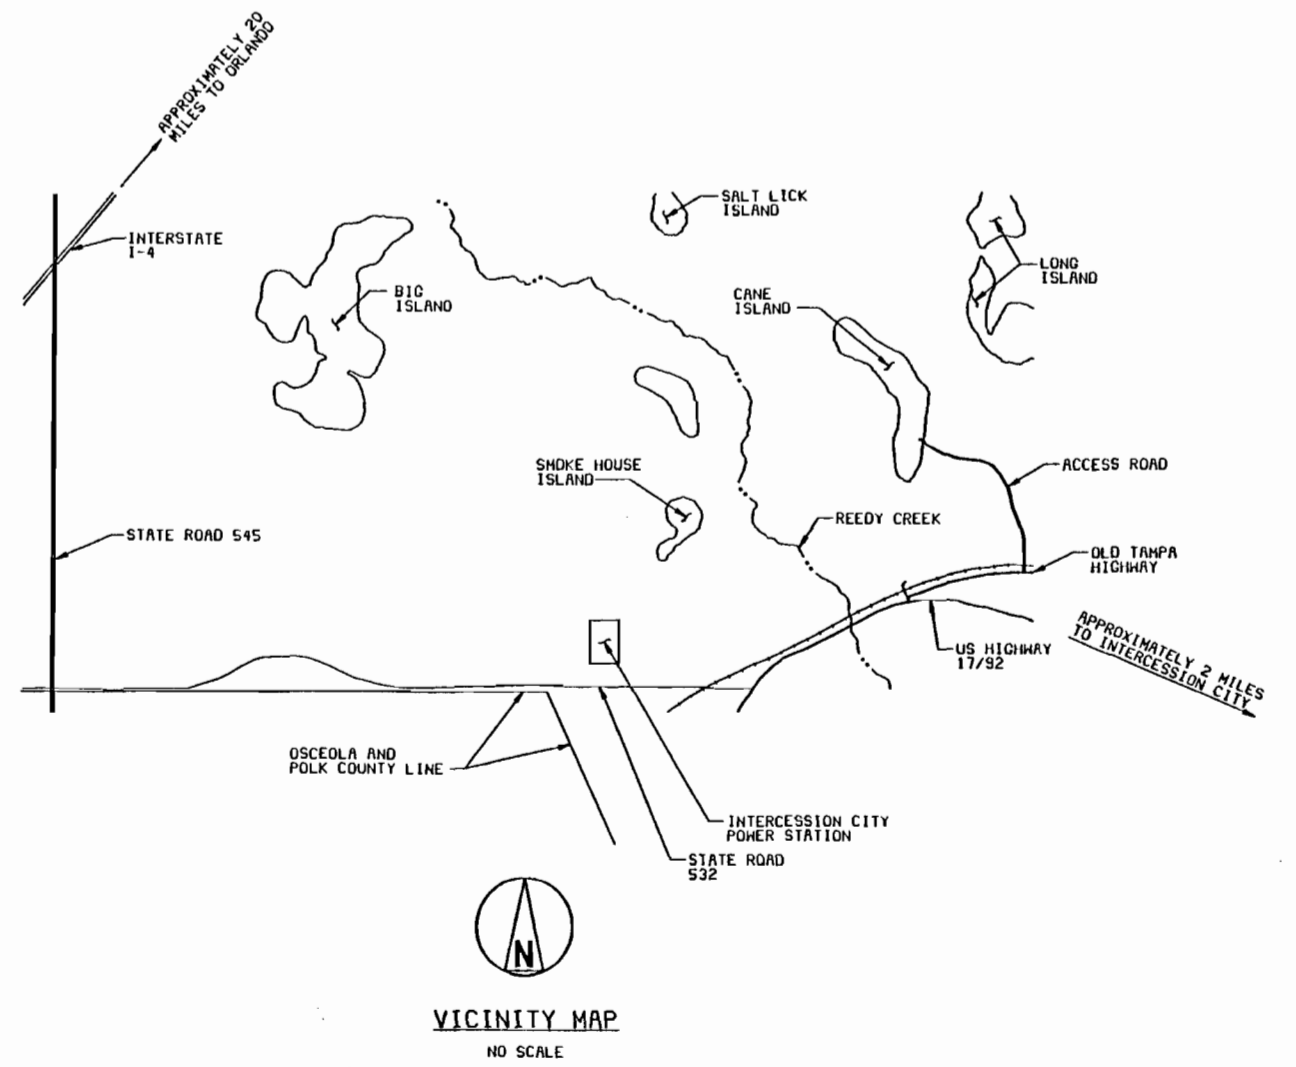 APPROXIMATELY 20
MILES TO ORLANDO
INTERSTATE
I-4
SALT LICK
ISLAND
LONG
ISLAND
BIG
ISLAND
CANE
ISLAND
SMOKE HOUSE
ISLAND
ACCESS ROAD
REEDY CREEK
STATE ROAD 545
OLD TAMPA
HIGHWAY
APPROXIMATELY 2 MILES
TO INTERCESSION CITY
US HIGHWAY
17/92
OSCEOLA AND
POLK COUNTY LINE
INTERCESSION CITY
POWER STATION
STATE ROAD
532
N
VICINITY MAP
NO SCALE